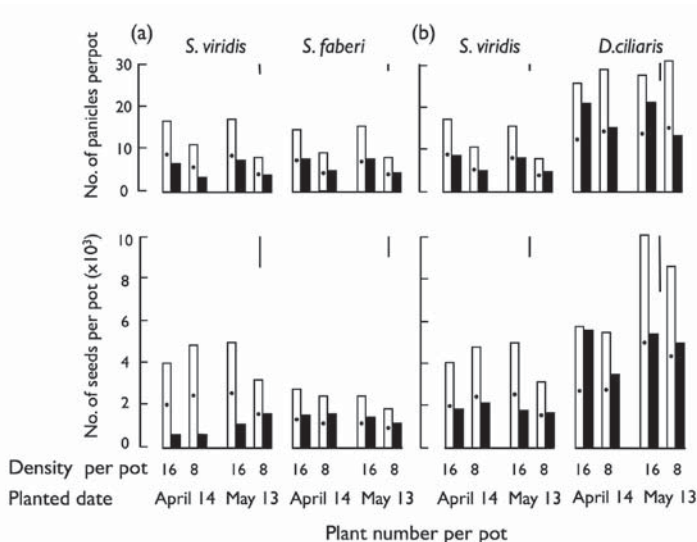 (a) (b)
S. viridis S. faberi S. viridis D.ciliaris
No. of panicles perpot
30
20
10
0
No. of seeds per pot (x10³)
10
8
6
4
2
0
Density per pot 16 8 16 8 16 8 16 8 16 8 16 8 16 8 16 8
Planted date April 14 May 13 April 14 May 13 April 14 May 13 April 14 May 13
Plant number per pot